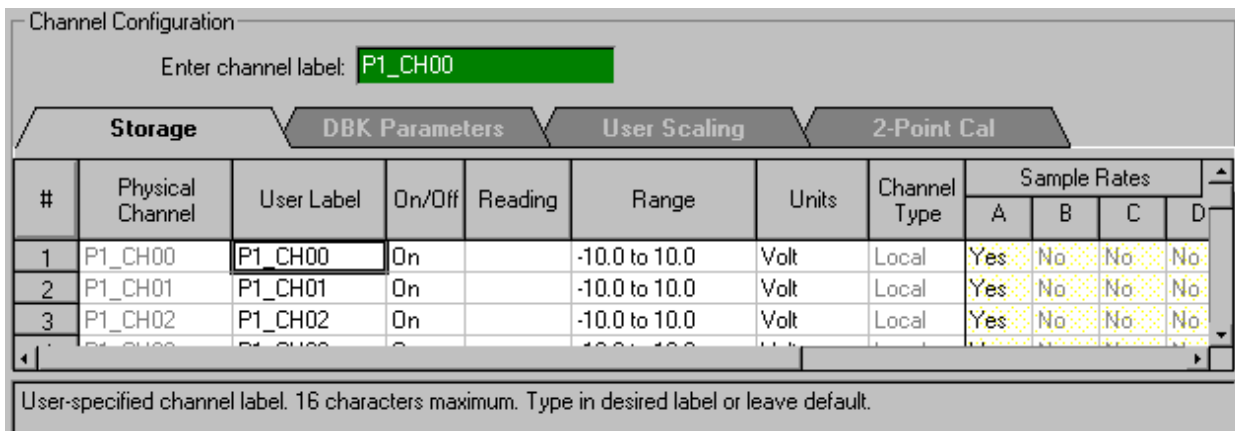 Channel Configuration
Enter channel label: P1_CH00
Storage DBK Parameters User Scaling 2-Point Cal
# Physical Channel User Label On/Off Reading Range Units Channel Type Sample Rates
A B C D
1 P1_CH00 P1_CH00 On -10.0 to 10.0 Volt Local Yes No No No
2 P1_CH01 P1_CH01 On -10.0 to 10.0 Volt Local Yes No No No
3 P1_CH02 P1_CH02 On -10.0 to 10.0 Volt Local Yes No No No
User-specified channel label. 16 characters maximum. Type in desired label or leave default.